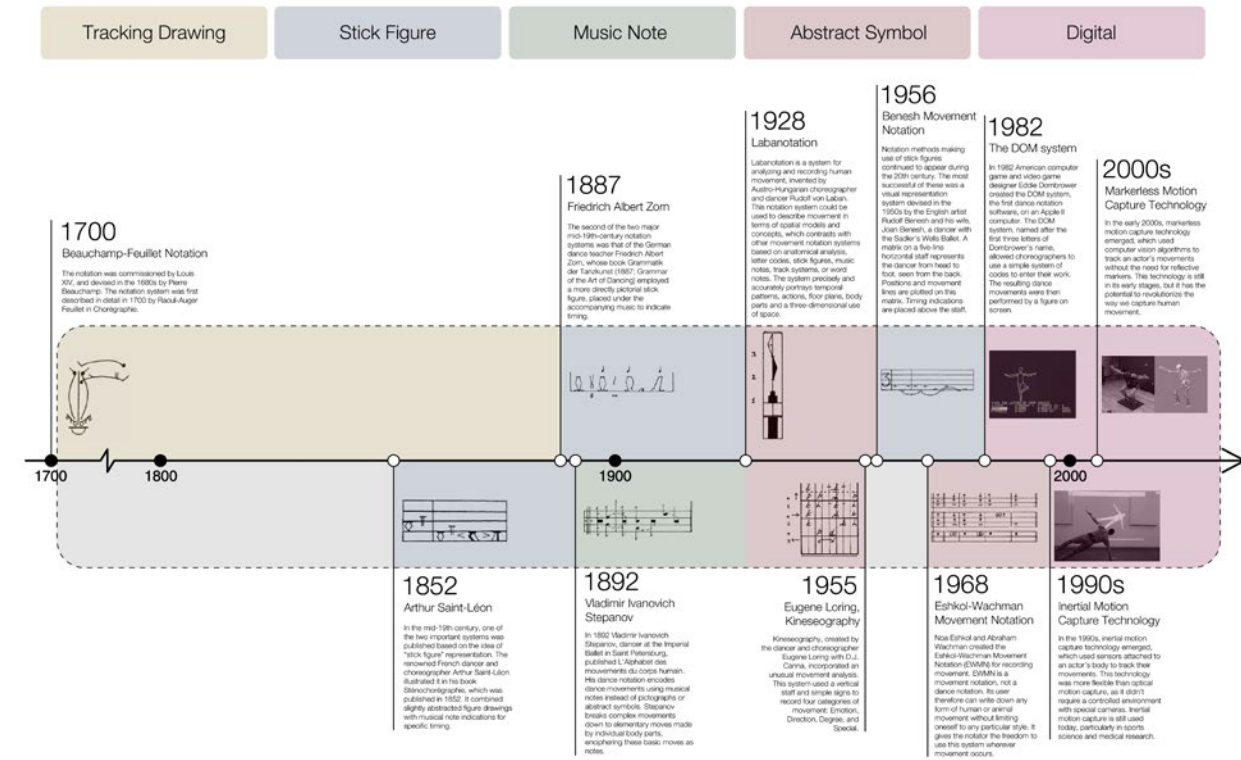 Tracking Drawing
Stick Figure
Music Note
Abstract Symbol
Digital
1700
Beauchamp-Feuillet Notation
The notation was commissioned by Louis
XIV, and devised in the 1680s by Pierre
Beauchamp. The notation system was first
described in detail in 1700 by Raoul-Auger
Feuillet in Chorégraphie.
1887
Friedrich Albert Zorn
The second of the two major
mid-19th-century notation
systems was that of the German
dance teacher Friedrich Albert
Zorn, whose book Grammatik
der Tanzkunst (1887; Grammar
of the Art of Dancing) employed
a more directly pictorial stick
figure, placed under the
accompanying music to indicate
timing.
1928
Labanotation
Labanotation is a system for
analyzing and recording human
movement, invented by
Austro-Hungarian choreographer
and dancer Rudolf von Laban.
This notation system could be
used to describe movement in
terms of spatial models and
concepts, which contrasts with
other movement notation systems
based on anatomical analysis,
letter codes, stick figures, music
notes, track systems, or word
notes. The system precisely and
accurately portrays temporal
patterns, actions, floor plans, body
parts and a three-dimensional use
of space.
1956
Benesh Movement
Notation
Notation methods making
use of stick figures
continued to appear during
the 20th century. The most
successful of these was a
visual representation
system devised in the
1950s by the English artist
Rudolf Benesh and his wife,
Joan Benesh, a dancer with
the Sadler's Wells Ballet. A
matrix on a five-line
horizontal staff represents
the dancer from head to
foot, seen from the back.
Positions and movement
lines are plotted on this
matrix. Timing indications
are placed above the staff.
1982
The DOM system
In 1982 American computer
game and video game
designer Eddie Dombrower
created the DOM system,
the first dance notation
software, on an Apple II
computer. The DOM
system, named after the
first three letters of
Dombrower's name,
allowed choreographers to
use a simple system of
codes to enter their work.
The resulting dance
movements were then
performed by a figure on
screen.
2000s
Markerless Motion
Capture Technology
In the early 2000s, markerless
motion capture technology
emerged, which used
computer vision algorithms to
track an actor's movements
without the need for reflective
markers. This technology is still
in its early stages, but it has the
potential to revolutionize the
way we capture human
movement.
1700
1800
1900
2000
1852
Arthur Saint-Léon
In the mid-19th century, one of
the two important systems was
published based on the idea of
"stick figure" representation. The
renowned French dancer and
choreographer Arthur Saint-Léon
illustrated it in his book
Sténochorégraphie, which was
published in 1852. It combined
slightly abstracted figure drawings
with musical note indications for
specific timing.
1892
Vladimir Ivanovich
Stepanov
In 1892 Vladimir Ivanovich
Stepanov, dancer at the Imperial
Ballet in Saint Petersburg,
published L'Alphabet des
mouvements du corps humain.
His dance notation encodes
dance movements using musical
notes instead of pictographs or
abstract symbols. Stepanov
breaks complex movements
down to elementary moves made
by individual body parts,
enciphering these basic moves as
notes.
1955
Eugene Loring,
Kineseography
Kineseography, created by
the dancer and choreographer
Eugene Loring with D.J.
Canna, incorporated an
unusual movement analysis.
This system used a vertical
staff and simple signs to
record four categories of
movement: Emotion,
Direction, Degree, and
Special.
1968
Eshkol-Wachman
Movement Notation
Noa Eshkol and Abraham
Wachman created the
Eshkol-Wachman Movement
Notation (EWMN) for recording
movement. EWMN is a
movement notation, not a
dance notation. Its user
therefore can write down any
form of human or animal
movement without limiting
oneself to any particular style. It
gives the notator the freedom to
use this system wherever
movement occurs.
1990s
Inertial Motion
Capture Technology
In the 1990s, inertial motion
capture technology emerged,
which used sensors attached to
an actor's body to track their
movements. This technology
was more flexible than optical
motion capture, as it didn't
require a controlled environment
with special cameras. Inertial
motion capture is still used
today, particularly in sports
science and medical research.